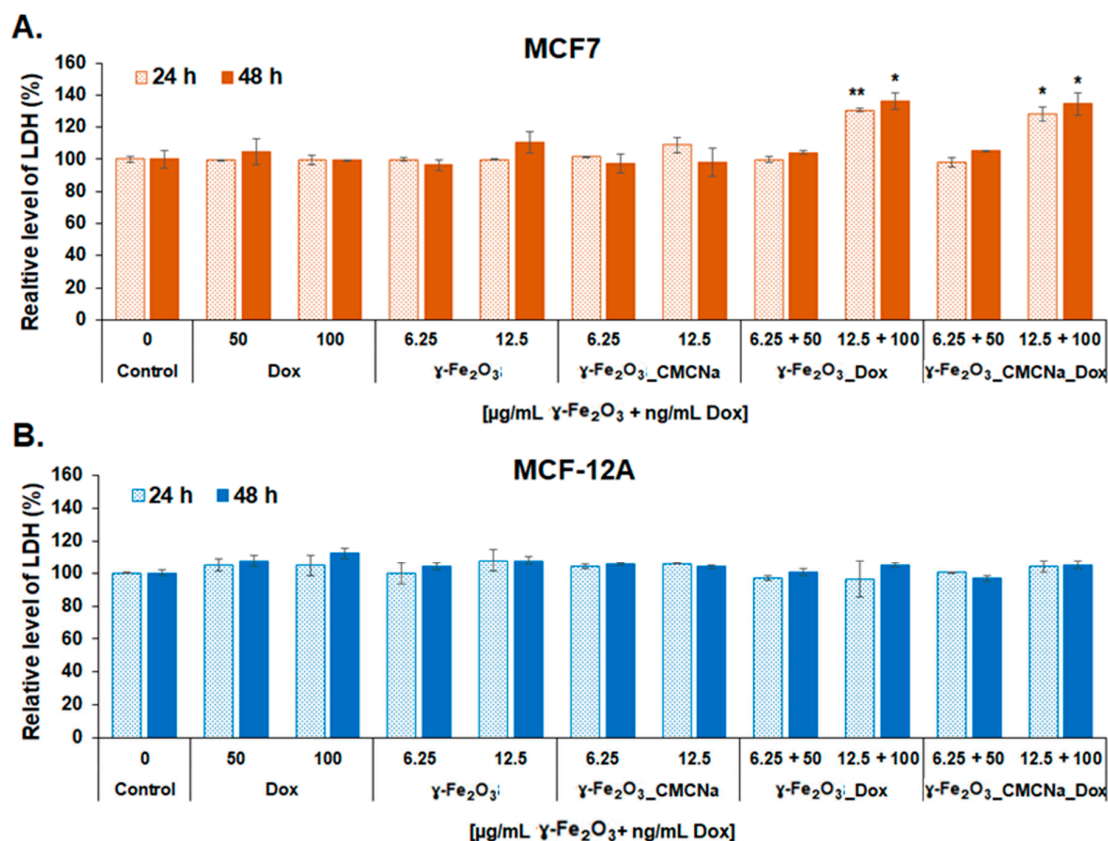 A.
MCF7
24 h 48 h
Realtive level of LDH (%)
160
140
120
100
80
60
40
20
0
** * * *
0 50 100 6.25 12.5 6.25 12.5 6.25 + 50 12.5 + 100 6.25 + 50 12.5 + 100
Control Dox ɣ-Fe₂O₃ ɣ-Fe₂O₃_CMCNa ɣ-Fe₂O₃_Dox ɣ-Fe₂O₃_CMCNa_Dox
[µg/mL ɣ-Fe₂O₃ + ng/mL Dox]
B.
MCF-12A
24 h 48 h
Relative level of LDH (%)
160
140
120
100
80
60
40
20
0
0 50 100 6.25 12.5 6.25 12.5 6.25 + 50 12.5 + 100 6.25 + 50 12.5 + 100
Control Dox ɣ-Fe₂O₃ ɣ-Fe₂O₃_CMCNa ɣ-Fe₂O₃_Dox ɣ-Fe₂O₃_CMCNa_Dox
[µg/mL ɣ-Fe₂O₃+ ng/mL Dox]